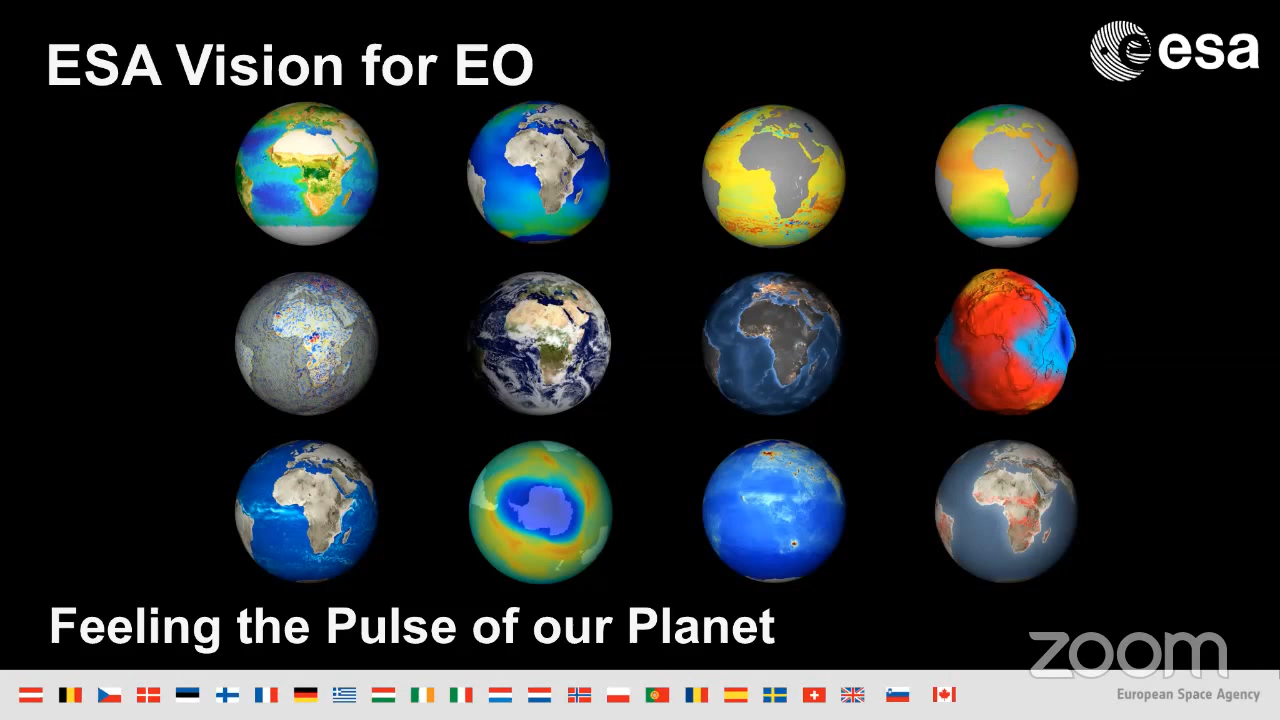 ESA Vision for EO
esa
Feeling the Pulse of our Planet
zoom
European Space Agency